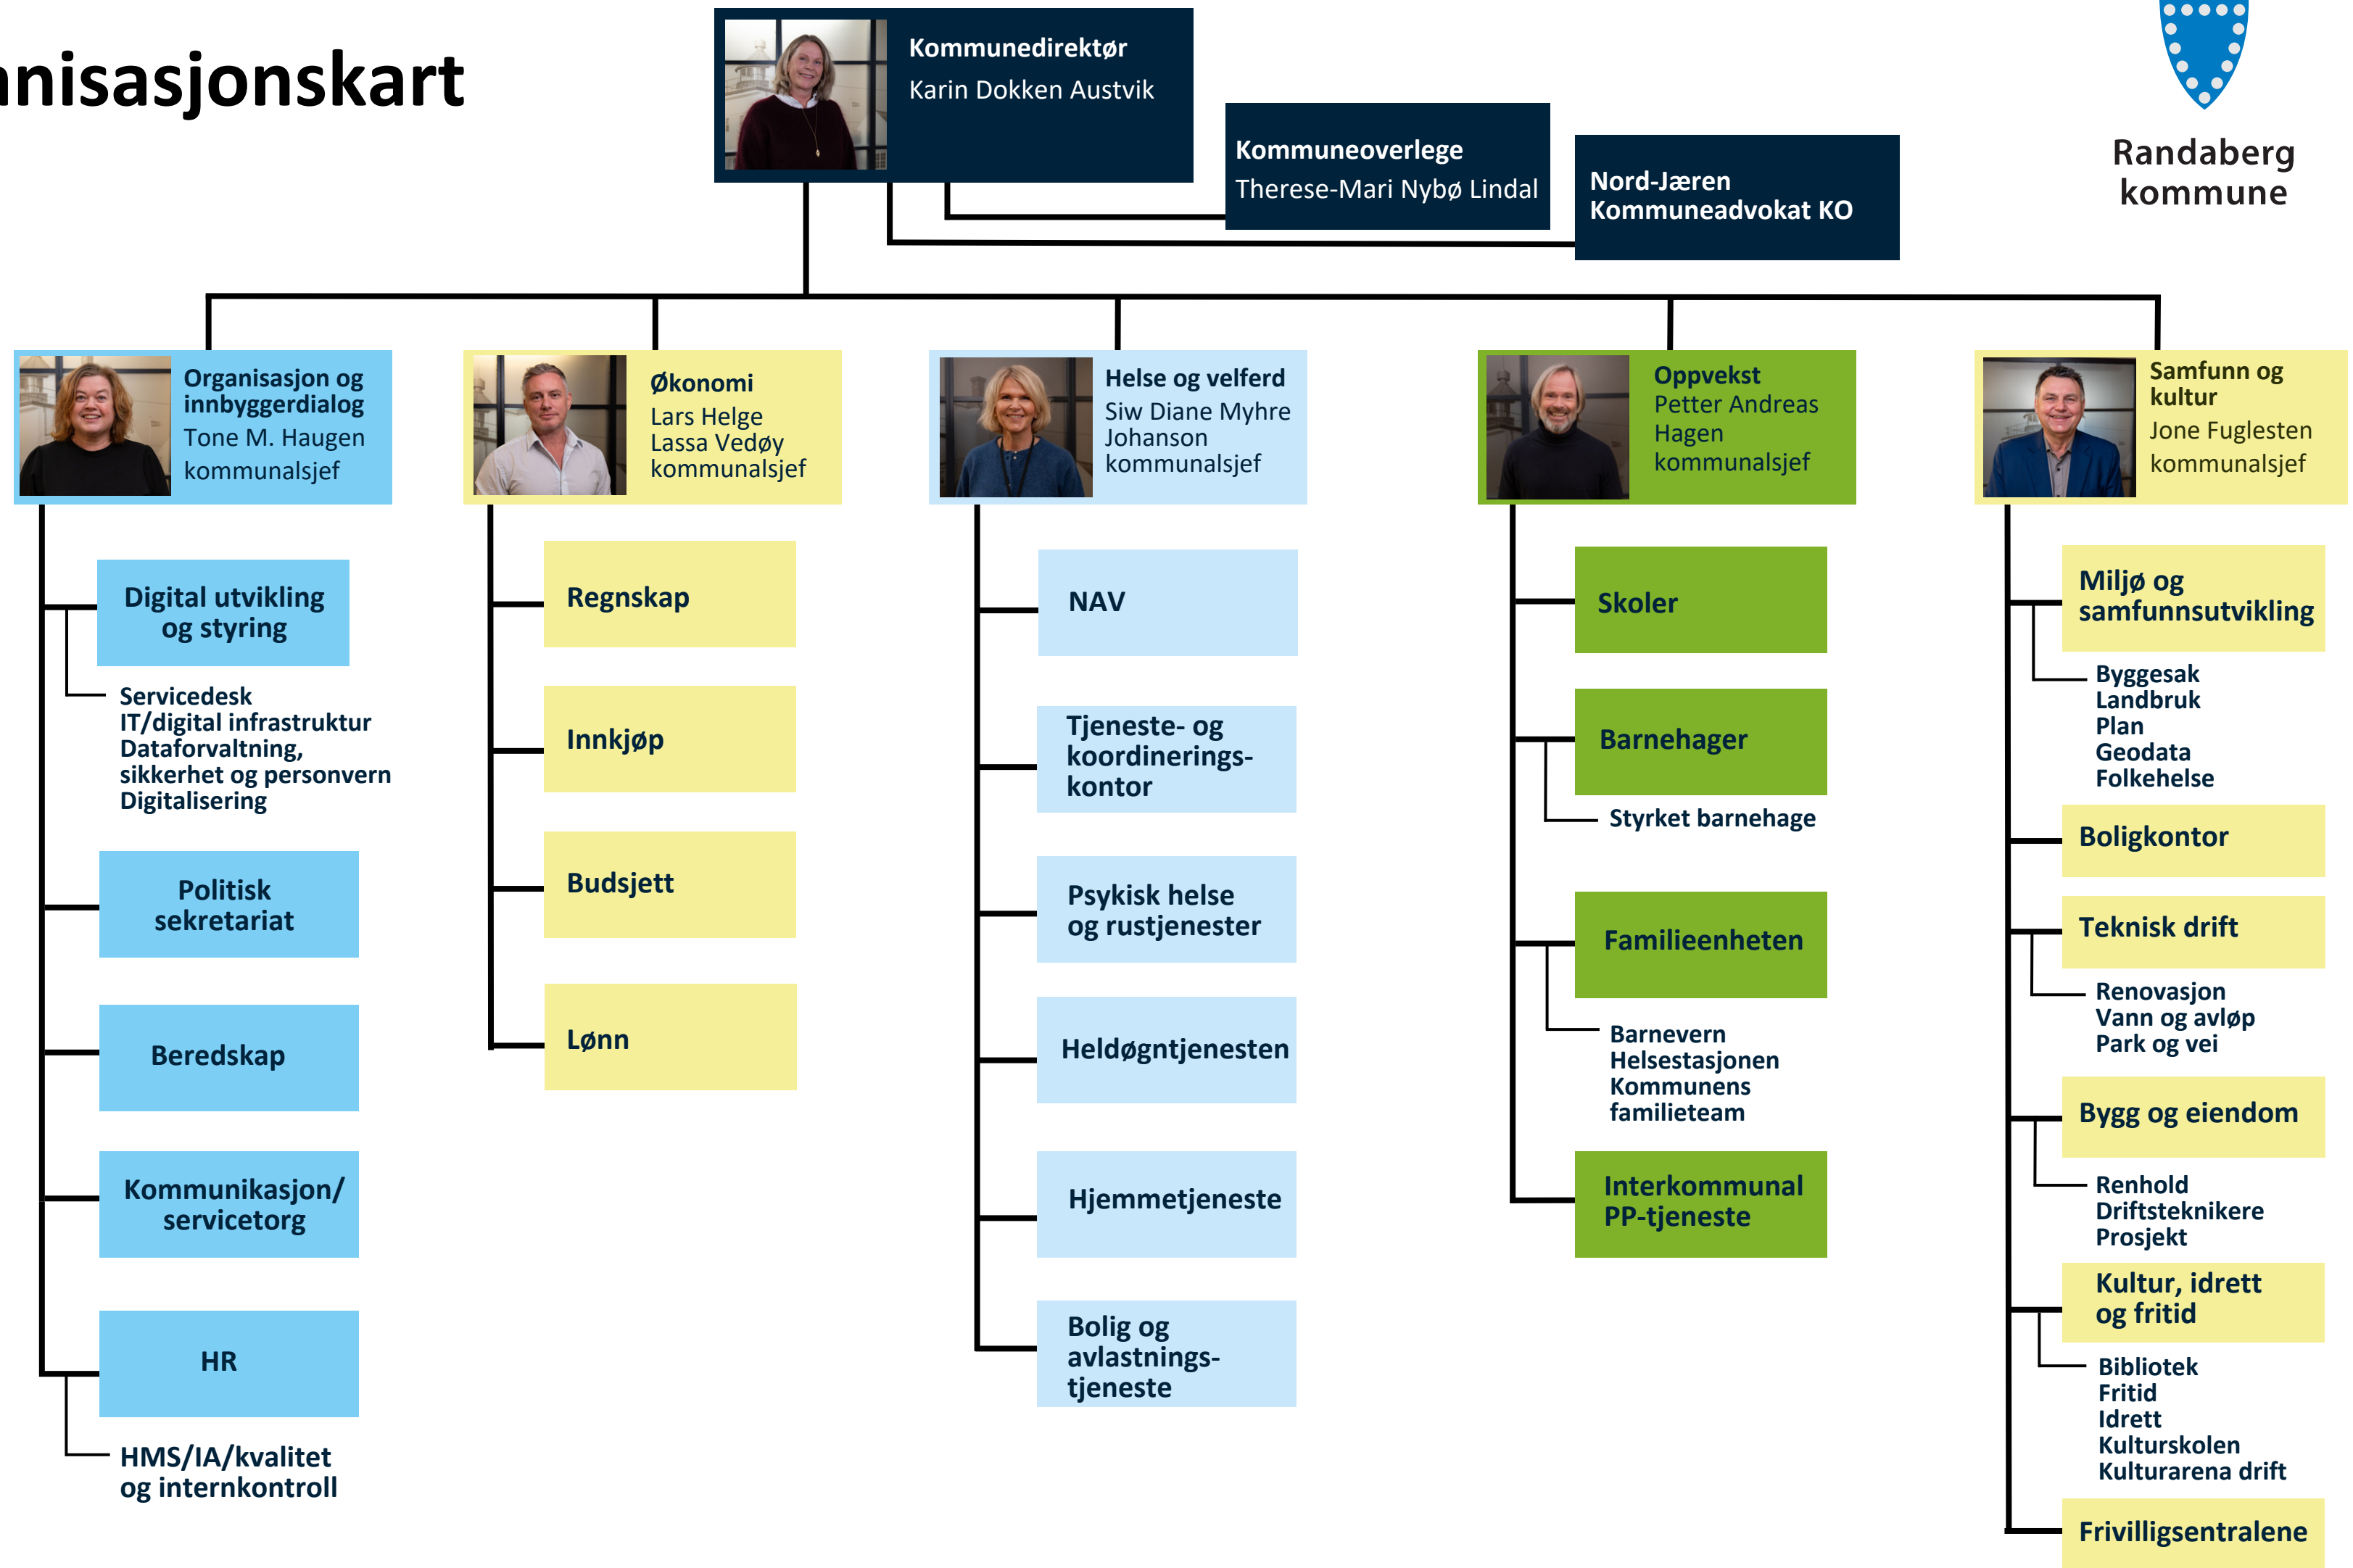 anisasjonskart
Kommunedirektør
Karin Dokken Austvik
Kommuneoverlege
Therese-Mari Nybø Lindal
Nord-Jæren
Kommuneadvokat KO
Randaberg
kommune
Organisasjon og
innbyggerdialog
Tone M. Haugen
kommunalsjef
Digital utvikling
og styring
Servicedesk
IT/digital infrastruktur
Dataforvaltning,
sikkerhet og personvern
Digitalisering
Politisk
sekretariat
Beredskap
Kommunikasjon/
servicetorg
HR
HMS/IA/kvalitet
og internkontroll
Økonomi
Lars Helge
Lassa Vedøy
kommunalsjef
Regnskap
Innkjøp
Budsjett
Lønn
Helse og velferd
Siw Diane Myhre
Johanson
kommunalsjef
NAV
Tjeneste- og
koordinerings-
kontor
Psykisk helse
og rustjenester
Heldøgntjenesten
Hjemmetjeneste
Bolig og
avlastnings-
tjeneste
Oppvekst
Petter Andreas
Hagen
kommunalsjef
Skoler
Barnehager
Styrket barnehage
Familieenheten
Barnevern
Helsestasjonen
Kommunens
familieteam
Interkommunal
PP-tjeneste
Samfunn og
kultur
Jone Fuglesten
kommunalsjef
Miljø og
samfunnsutvikling
Byggesak
Landbruk
Plan
Geodata
Folkehelse
Boligkontor
Teknisk drift
Renovasjon
Vann og avløp
Park og vei
Bygg og eiendom
Renhold
Driftsteknikere
Prosjekt
Kultur, idrett
og fritid
Bibliotek
Fritid
Idrett
Kulturskolen
Kulturarena drift
Frivilligsentralene